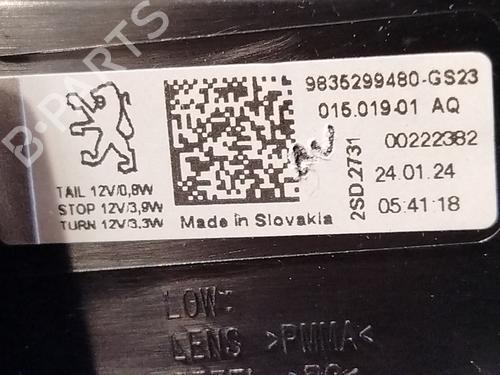 B-PARTS
TAIL 12V/0,8W
STOP 12V/3,9W
TURN 12V/3,3W
Made in Slovakia
9835299480-GS23
015.019-01 AQ
00222382
2SD.2731
24.01.24
05:41:18
LOW:
LENS >PMMA<